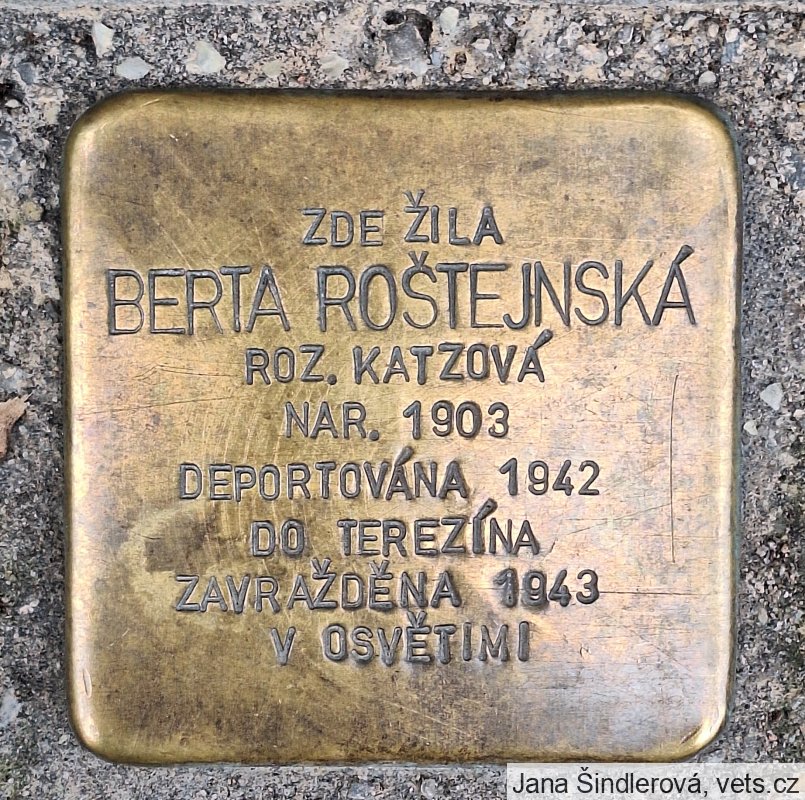 ZDE ŽILA
BERTA ROŠTEJNSKÁ
ROZ. KATZOVÁ
NAR. 1903
DEPORTOVÁNA 1942
DO TEREZÍNA
ZAVRAŽDĚNA 1943
V OSVĚTIMI
Jana Šindlerová, vets.cz